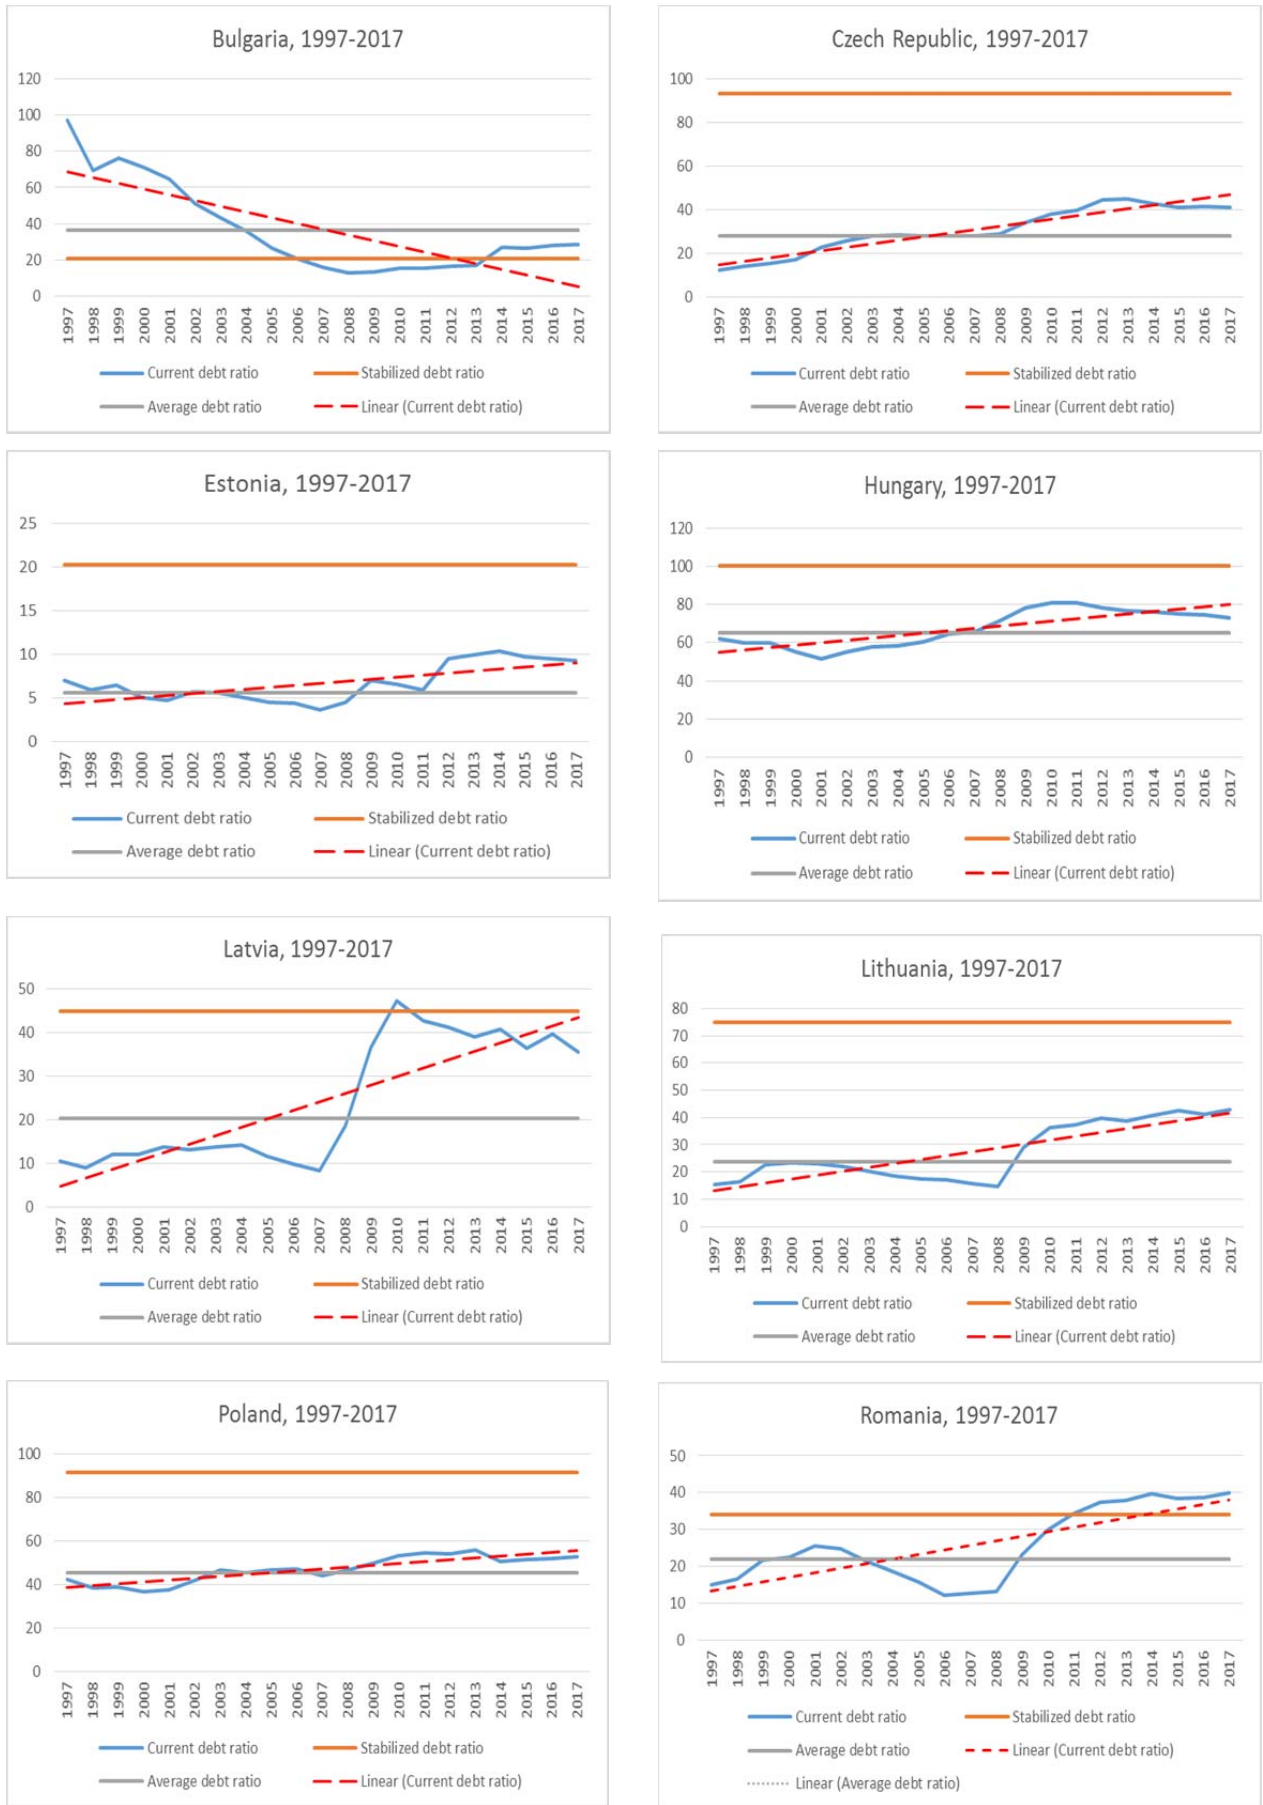 Bulgaria, 1997-2017
120
100
80
60
40
20
0
1997 1998 1999 2000 2001 2002 2003 2004 2005 2006 2007 2008 2009 2010 2011 2012 2013 2014 2015 2016 2017
Current debt ratio Stabilized debt ratio
Average debt ratio Linear (Current debt ratio)
Czech Republic, 1997-2017
100
80
60
40
20
0
1997 1998 1999 2000 2001 2002 2003 2004 2005 2006 2007 2008 2009 2010 2011 2012 2013 2014 2015 2016 2017
Current debt ratio Stabilized debt ratio
Average debt ratio Linear (Current debt ratio)
Estonia, 1997-2017
25
20
15
10
5
0
1997 1998 1999 2000 2001 2002 2003 2004 2005 2006 2007 2008 2009 2010 2011 2012 2013 2014 2015 2016 2017
Current debt ratio Stabilized debt ratio
Average debt ratio Linear (Current debt ratio)
Hungary, 1997-2017
120
100
80
60
40
20
0
1997 1998 1999 2000 2001 2002 2003 2004 2005 2006 2007 2008 2009 2010 2011 2012 2013 2014 2015 2016 2017
Current debt ratio Stabilized debt ratio
Average debt ratio Linear (Current debt ratio)
Latvia, 1997-2017
50
40
30
20
10
0
1997 1998 1999 2000 2001 2002 2003 2004 2005 2006 2007 2008 2009 2010 2011 2012 2013 2014 2015 2016 2017
Current debt ratio Stabilized debt ratio
Average debt ratio Linear (Current debt ratio)
Lithuania, 1997-2017
80
70
60
50
40
30
20
10
0
1997 1998 1999 2000 2001 2002 2003 2004 2005 2006 2007 2008 2009 2010 2011 2012 2013 2014 2015 2016 2017
Current debt ratio Stabilized debt ratio
Average debt ratio Linear (Current debt ratio)
Poland, 1997-2017
100
80
60
40
20
0
1997 1998 1999 2000 2001 2002 2003 2004 2005 2006 2007 2008 2009 2010 2011 2012 2013 2014 2015 2016 2017
Current debt ratio Stabilized debt ratio
Average debt ratio Linear (Current debt ratio)
Romania, 1997-2017
50
40
30
20
10
0
1997 1998 1999 2000 2001 2002 2003 2004 2005 2006 2007 2008 2009 2010 2011 2012 2013 2014 2015 2016 2017
Current debt ratio Stabilized debt ratio
Average debt ratio Linear (Current debt ratio)
Linear (Average debt ratio)